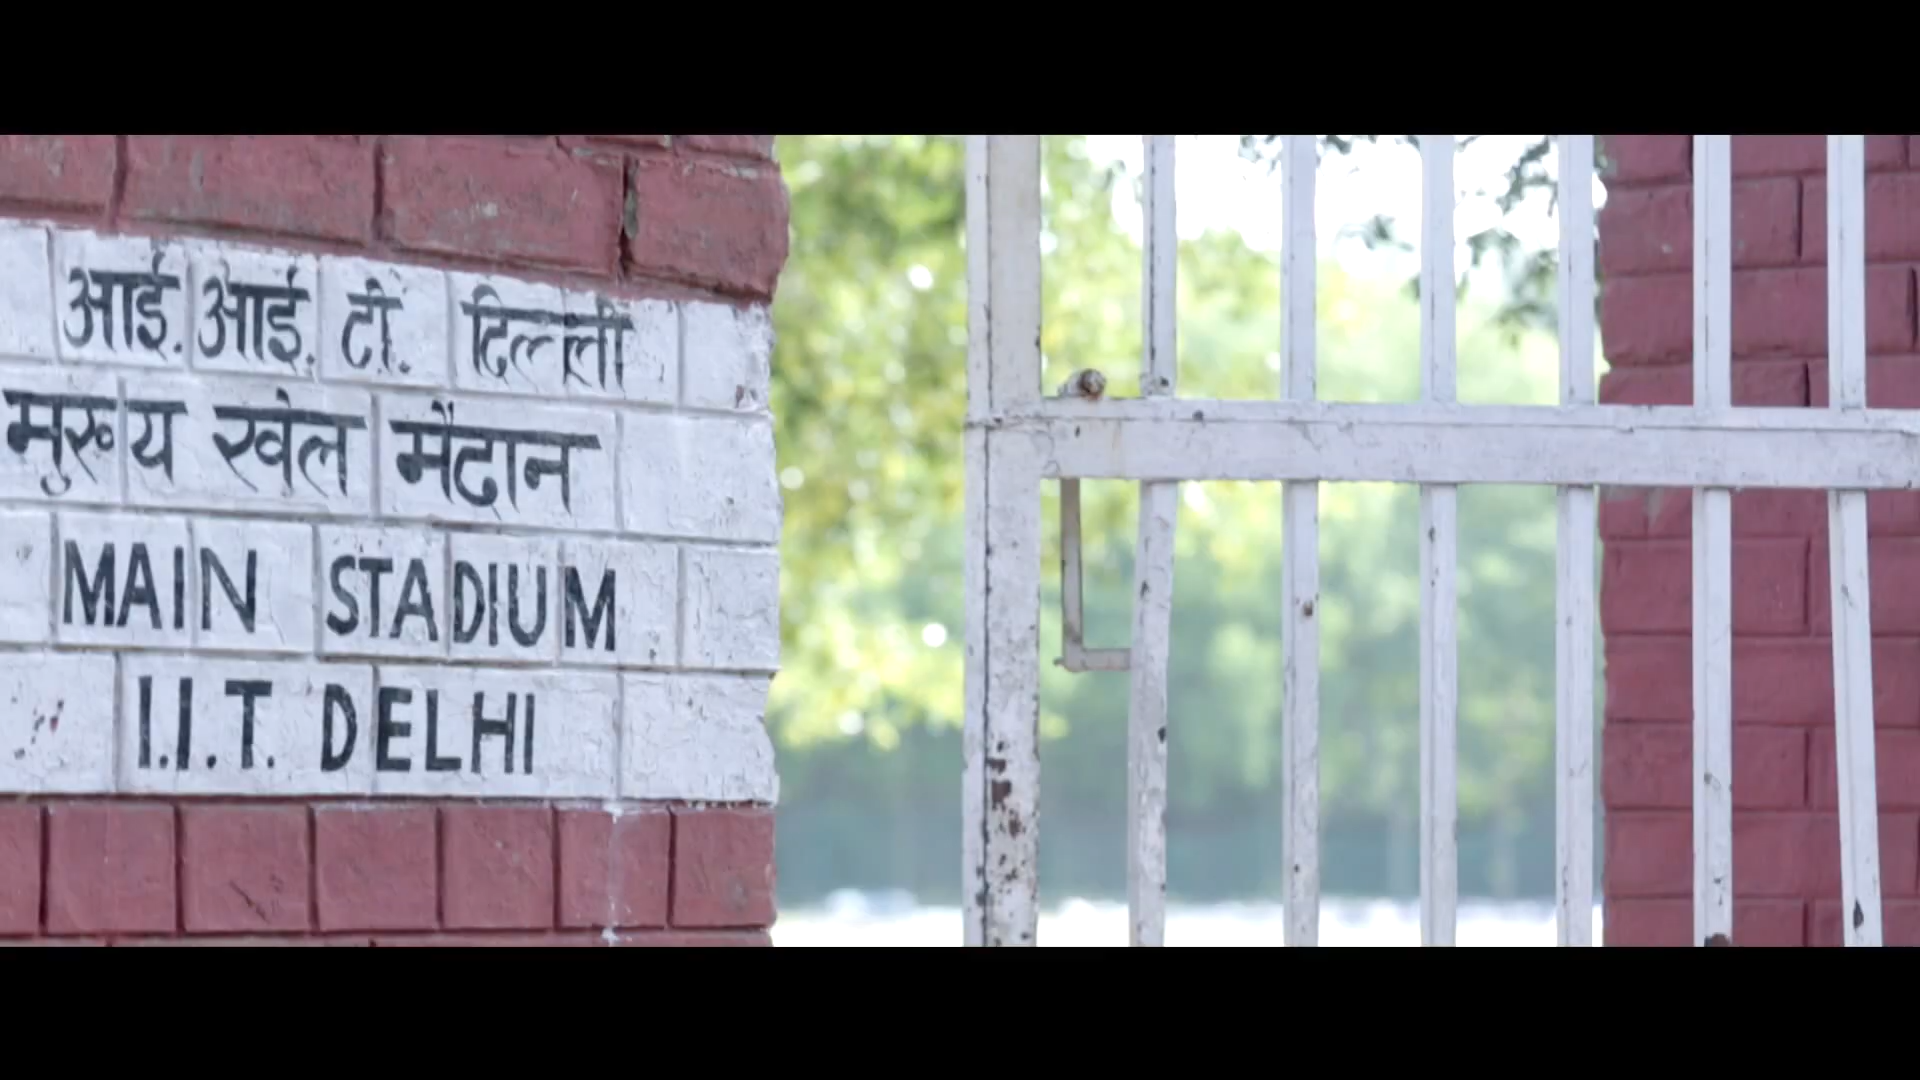 आई. आई. टी. दिल्ली
मुख्य खेल मैदान
MAIN STADIUM
I.I.T. DELHI